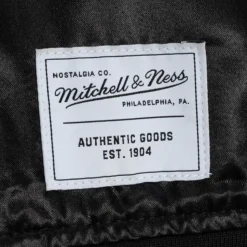 NOSTALGIA CO.
Mitchell & Ness
PHILADELPHIA, PA.
AUTHENTIC GOODS
EST. 1904